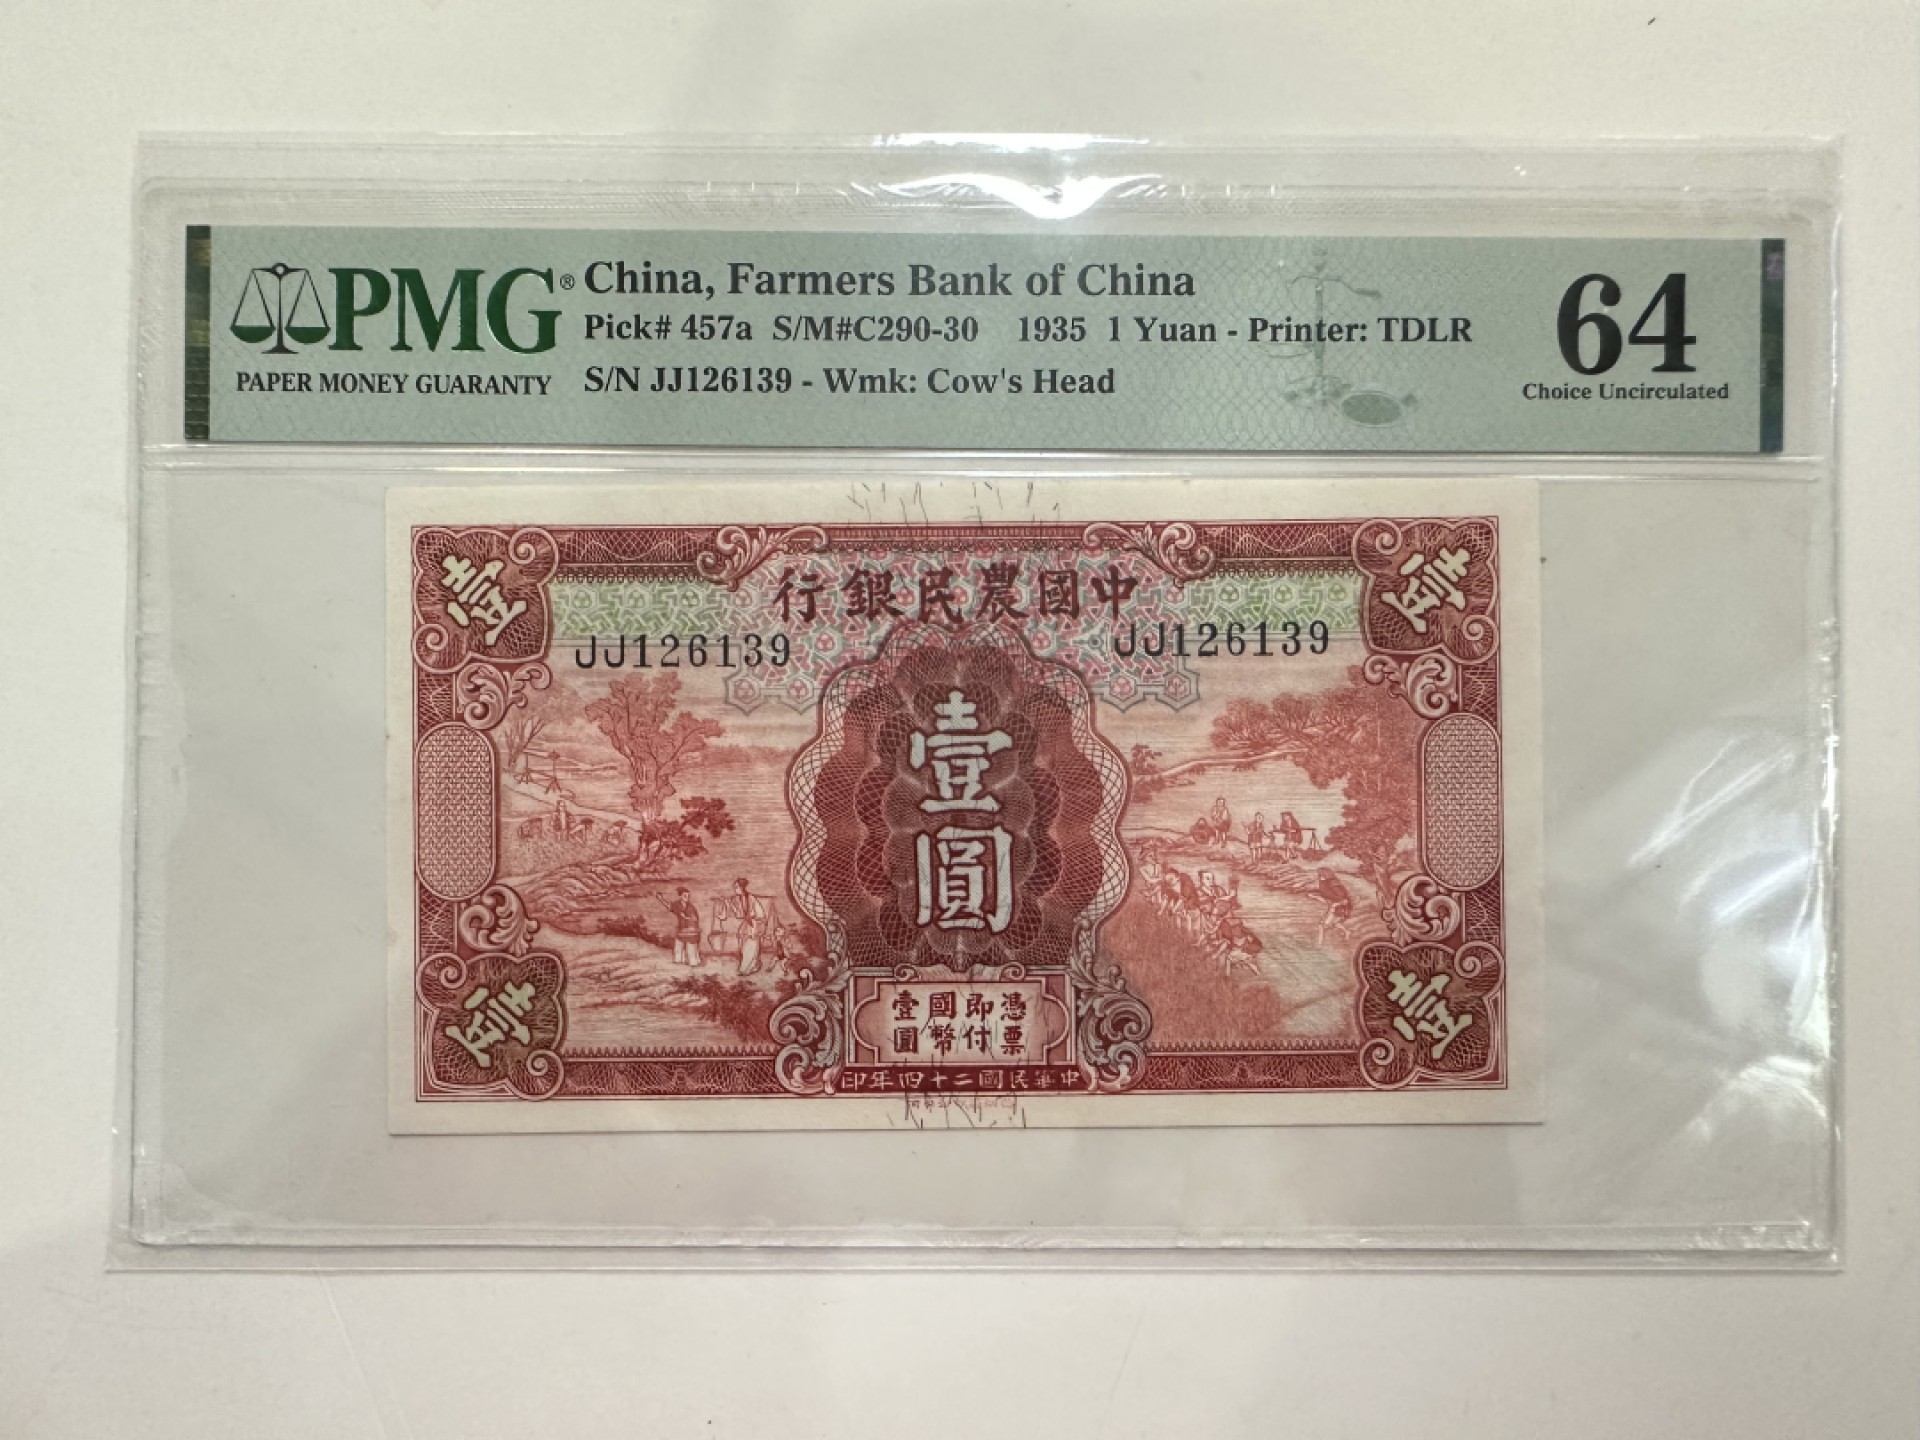 PMG®
PAPER MONEY GUARANTY
China, Farmers Bank of China
Pick# 457a S/M#C290-30 1935 1 Yuan - Printer: TDLR
S/N JJ126139 - Wmk: Cow's Head
64
Choice Uncirculated
壹
中國農民銀行
壹
JJ126139
JJ126139
壹圓
憑票即付國幣壹圓
壹
中華民國二十四年印
壹